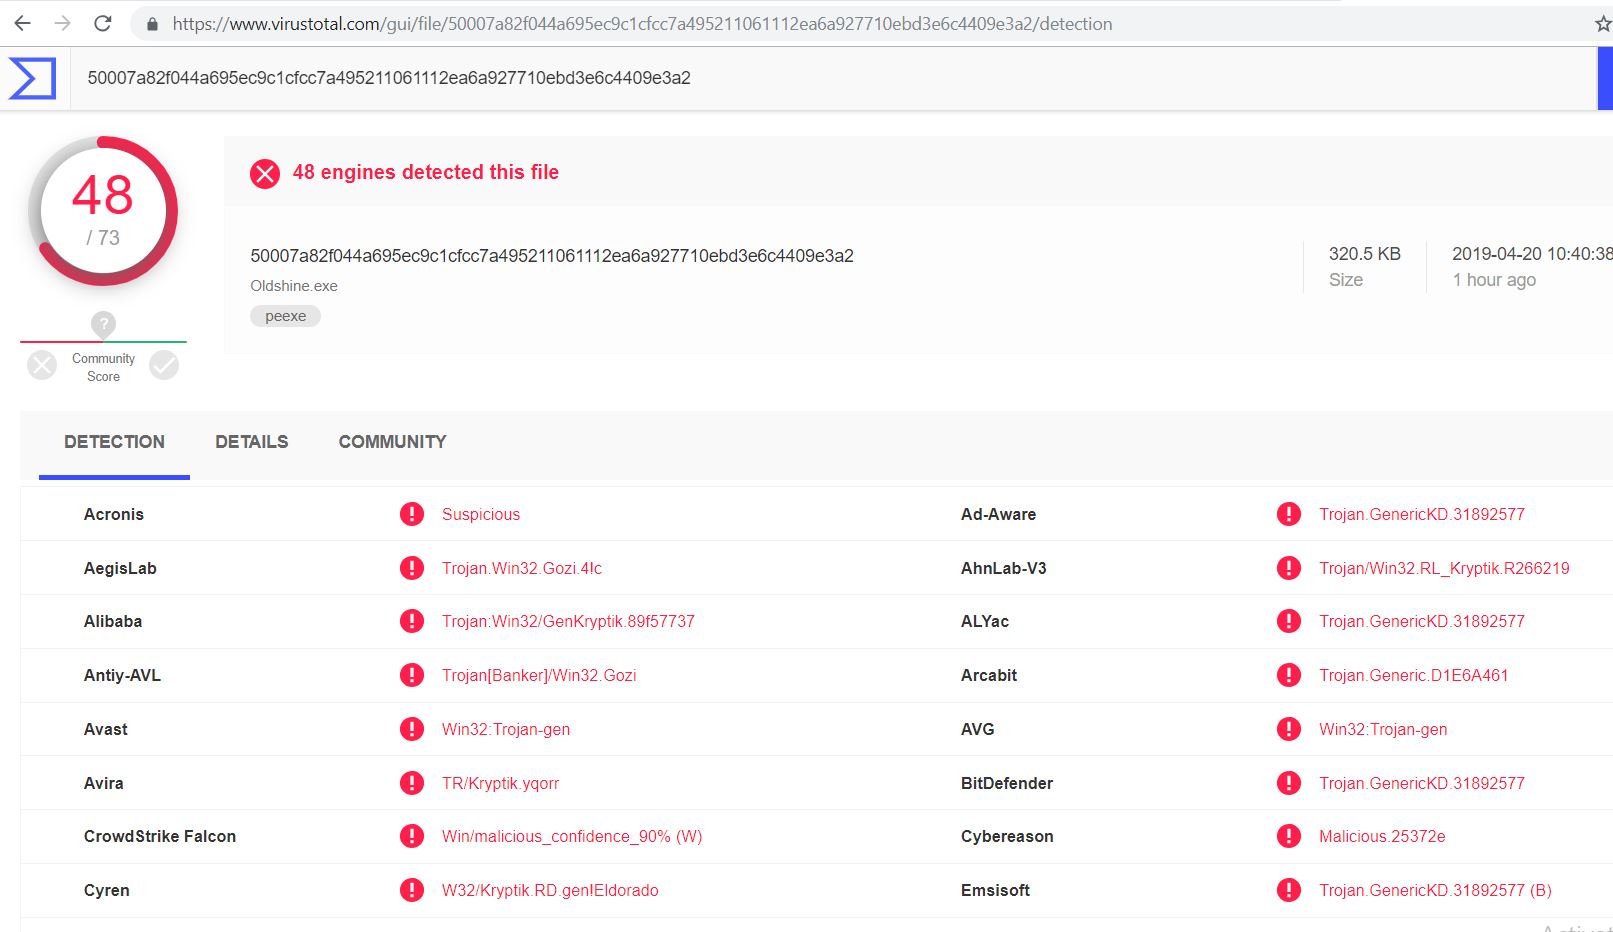 https://www.virustotal.com/gui/file/50007a82f044a695ec9c1cfcc7a495211061112ea6a927710ebd3e6c4409e3a2/detection
50007a82f044a695ec9c1cfcc7a495211061112ea6a927710ebd3e6c4409e3a2
48
/ 73
48 engines detected this file
50007a82f044a695ec9c1cfcc7a495211061112ea6a927710ebd3e6c4409e3a2
Oldshine.exe
peexe
320.5 KB
Size
2019-04-20 10:40:38
1 hour ago
?
Community
Score
DETECTION DETAILS COMMUNITY
Acronis Suspicious Ad-Aware Trojan.GenericKD.31892577
AegisLab Trojan.Win32.Gozi.4!c AhnLab-V3 Trojan/Win32.RL_Kryptik.R266219
Alibaba Trojan:Win32/GenKryptik.89f57737 ALYac Trojan.GenericKD.31892577
Antiy-AVL Trojan[Banker]/Win32.Gozi Arcabit Trojan.Generic.D1E6A461
Avast Win32:Trojan-gen AVG Win32:Trojan-gen
Avira TR/Kryptik.yqorr BitDefender Trojan.GenericKD.31892577
CrowdStrike Falcon Win/malicious_confidence_90% (W) Cybereason Malicious.25372e
Cyren W32/Kryptik.RD.gen!Eldorado Emsisoft Trojan.GenericKD.31892577 (B)